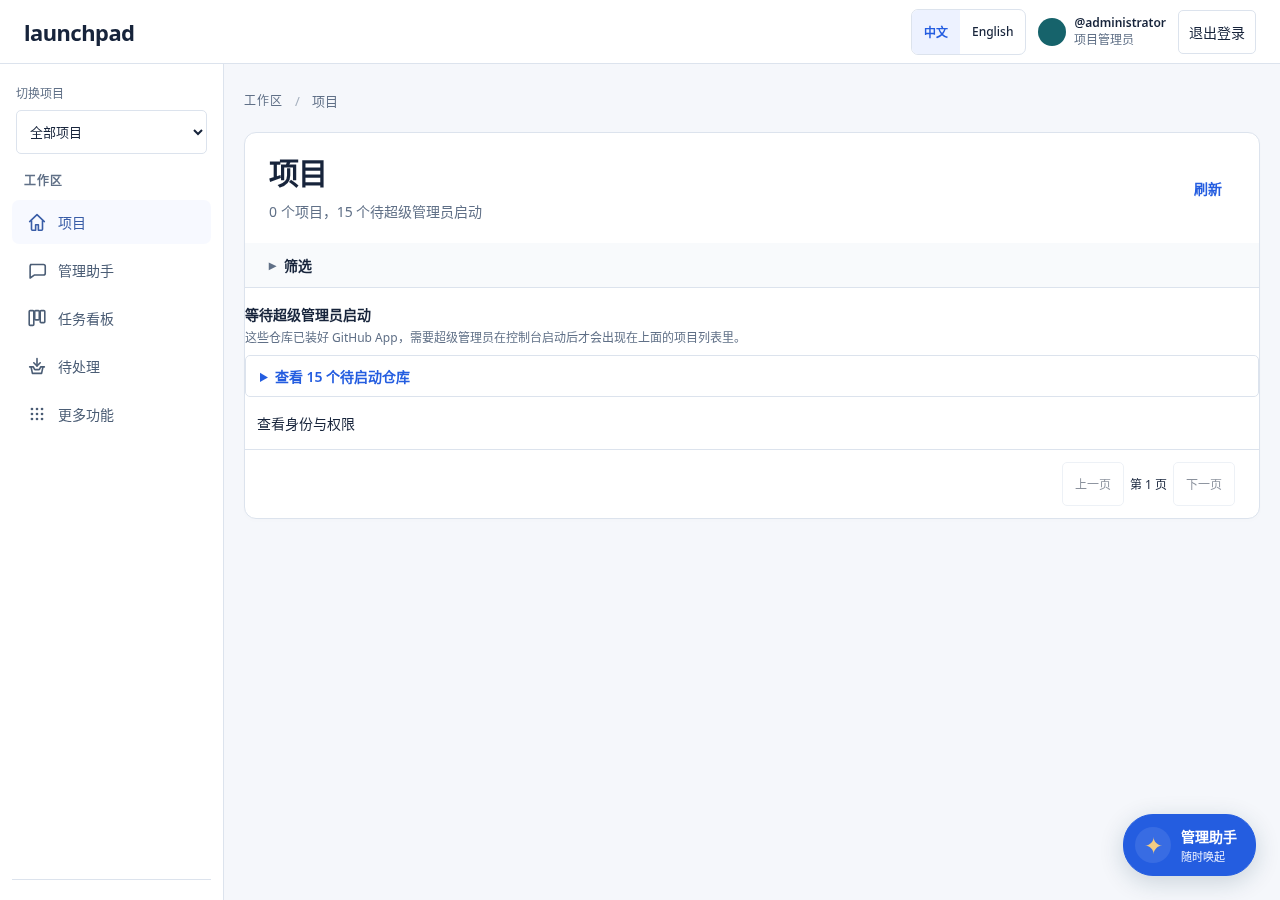 launchpad
中文
English
@administrator
项目管理员
退出登录
切换项目
全部项目
工作区
项目
管理助手
任务看板
待处理
更多功能
工作区 / 项目
项目
0 个项目，15 个待超级管理员启动
刷新
筛选
等待超级管理员启动
这些仓库已装好 GitHub App，需要超级管理员在控制台启动后才会出现在上面的项目列表里。
查看 15 个待启动仓库
查看身份与权限
上一页 第 1 页 下一页
管理助手
随时唤起